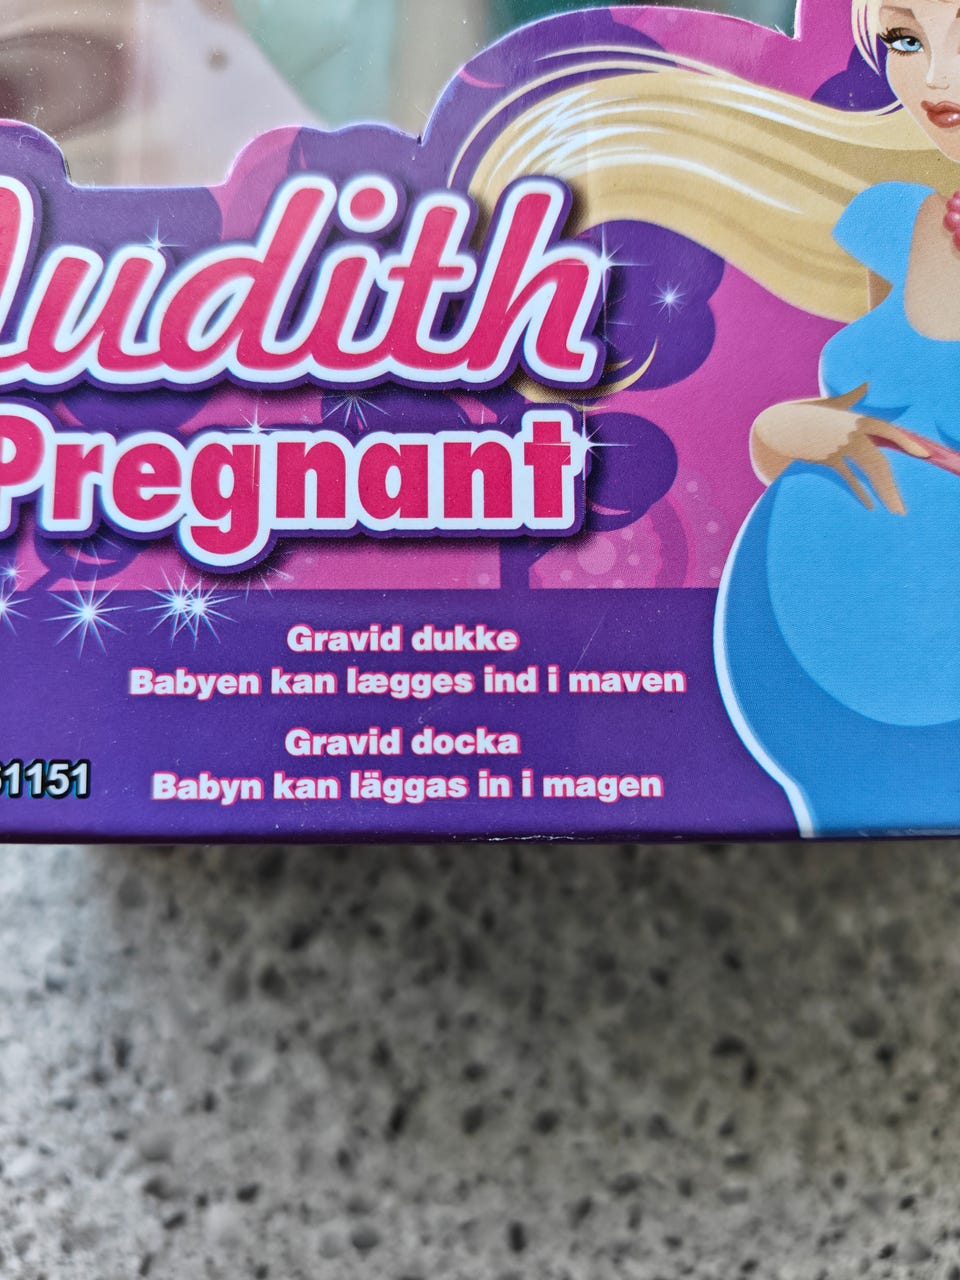 Judith
Pregnant
Gravid dukke
Babyen kan lægges ind i maven
Gravid docka
Babyn kan läggas in i magen